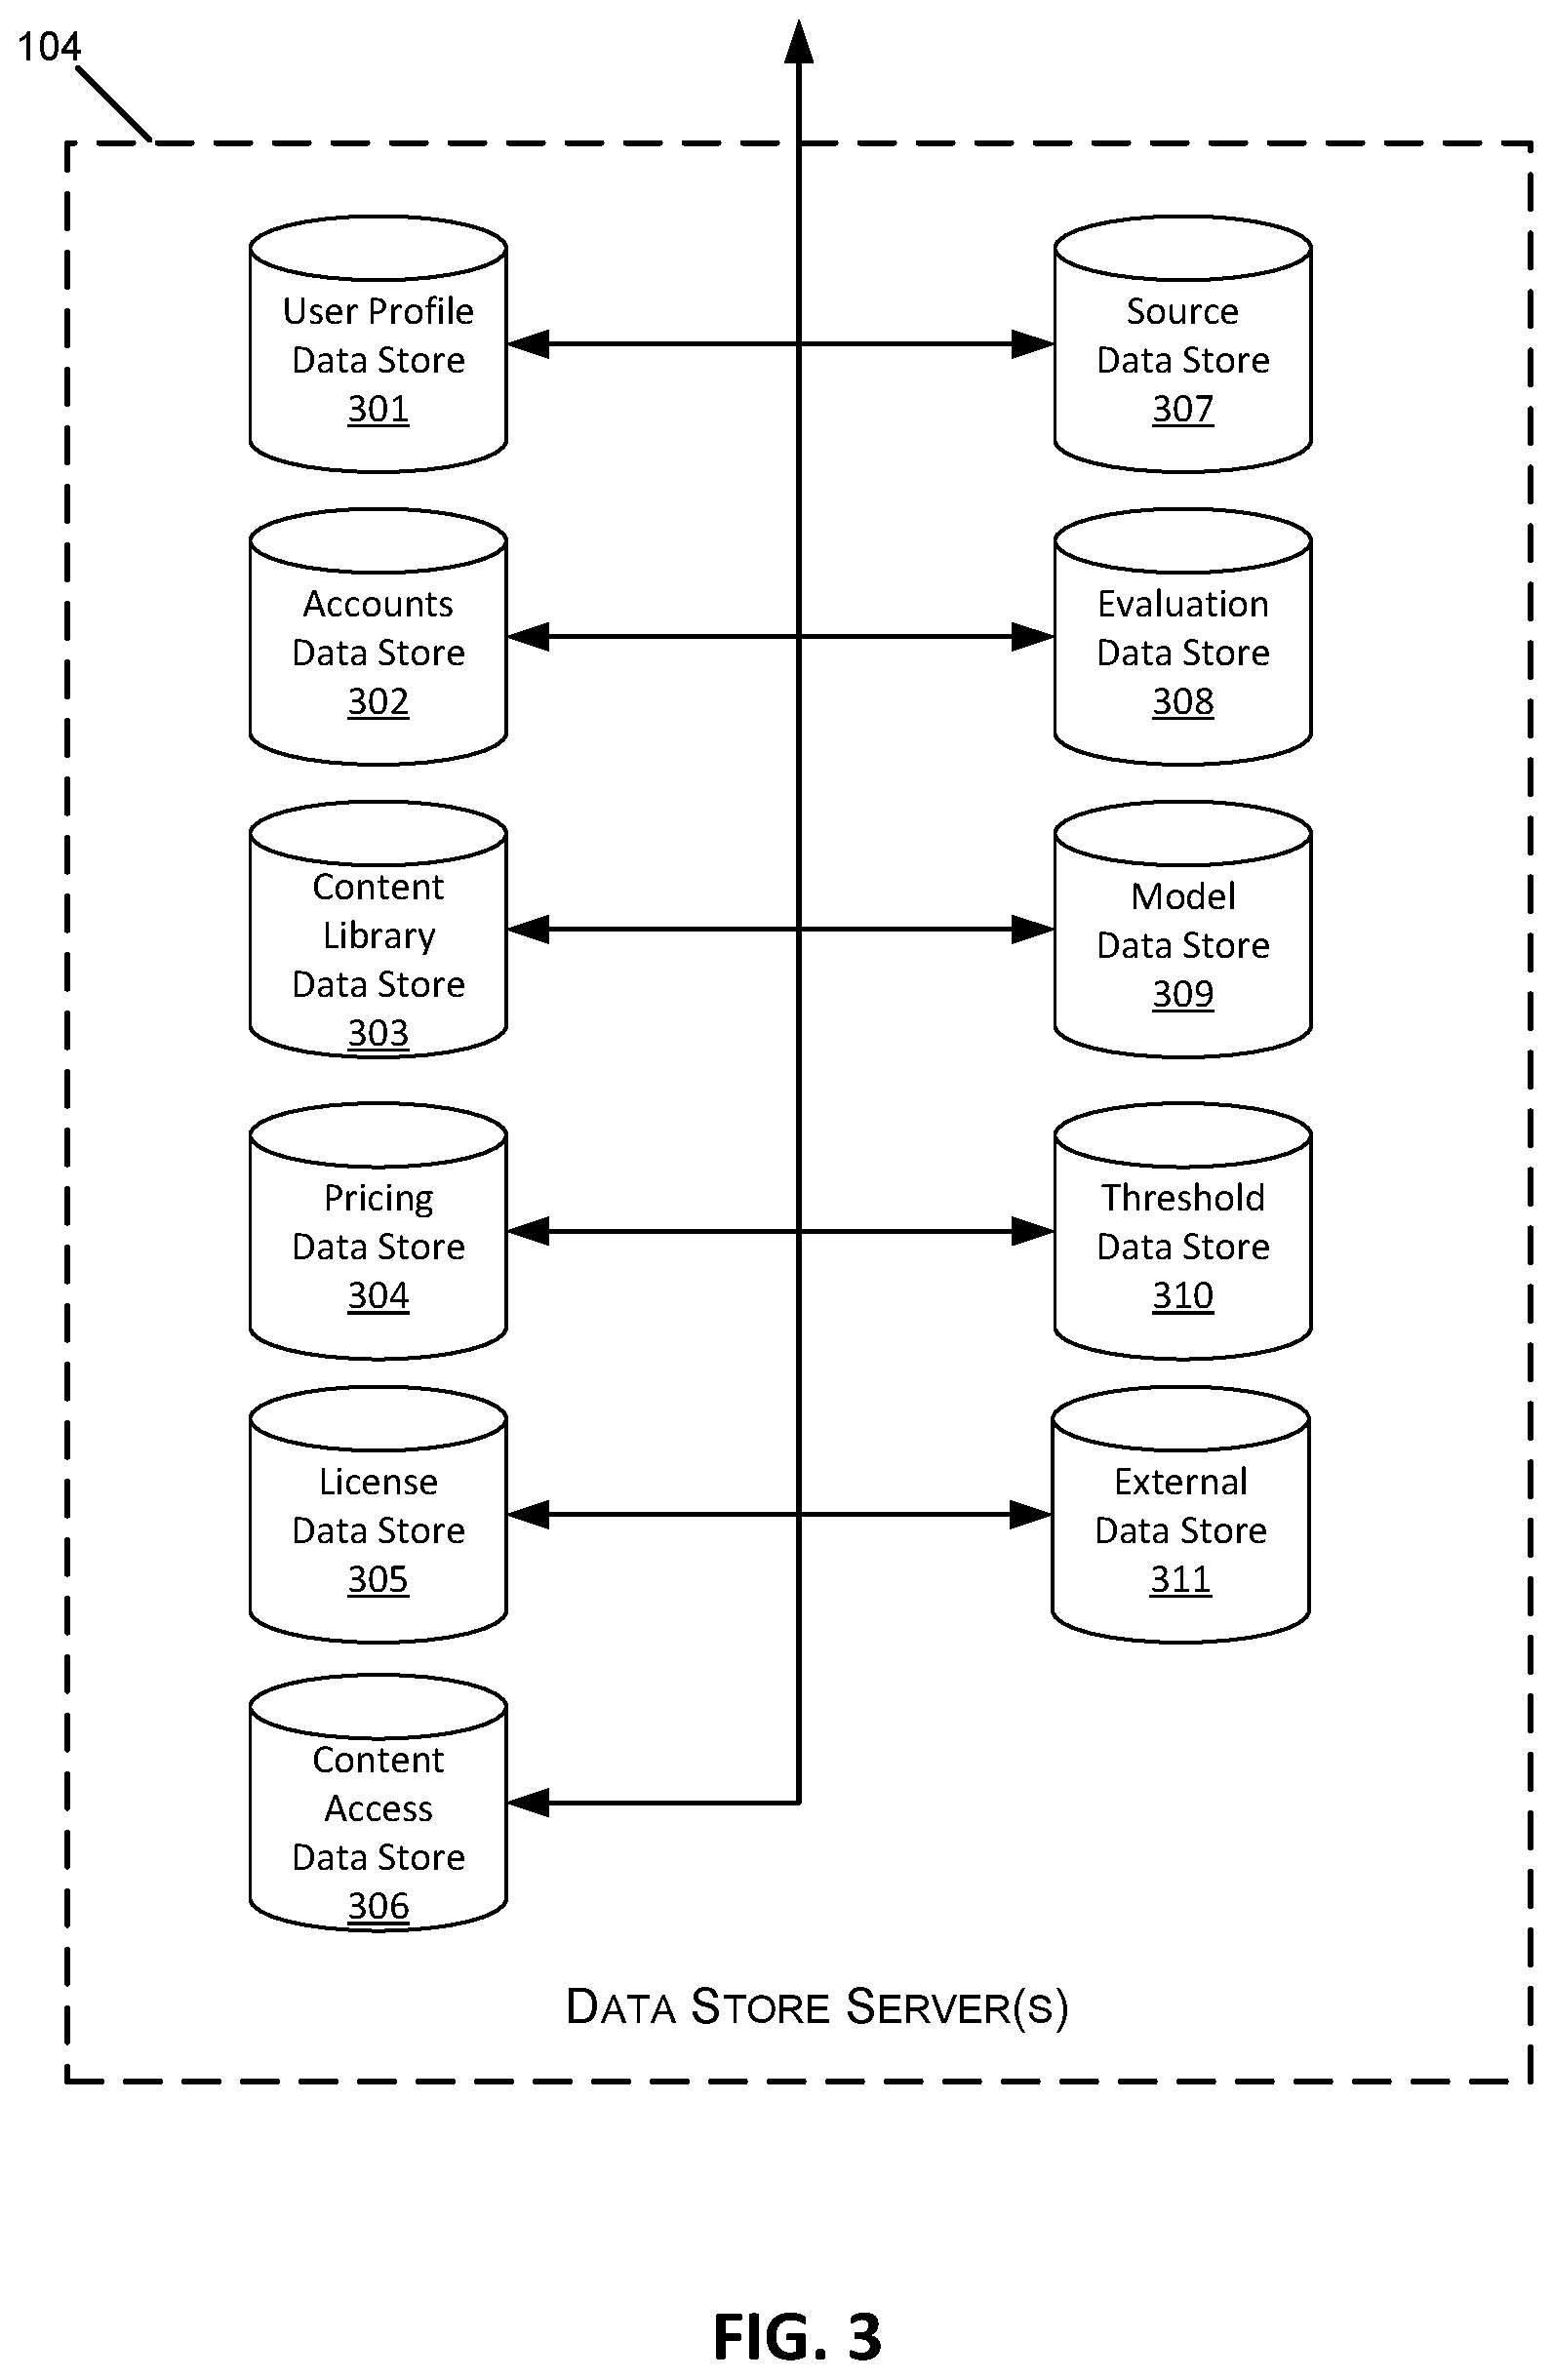 104
User Profile
Data Store
301
Source
Data Store
307
Accounts
Data Store
302
Evaluation
Data Store
308
Content
Library
Data Store
303
Model
Data Store
309
Pricing
Data Store
304
Threshold
Data Store
310
License
Data Store
305
External
Data Store
311
Content
Access
Data Store
306
DATA STORE SERVER(S)
FIG. 3